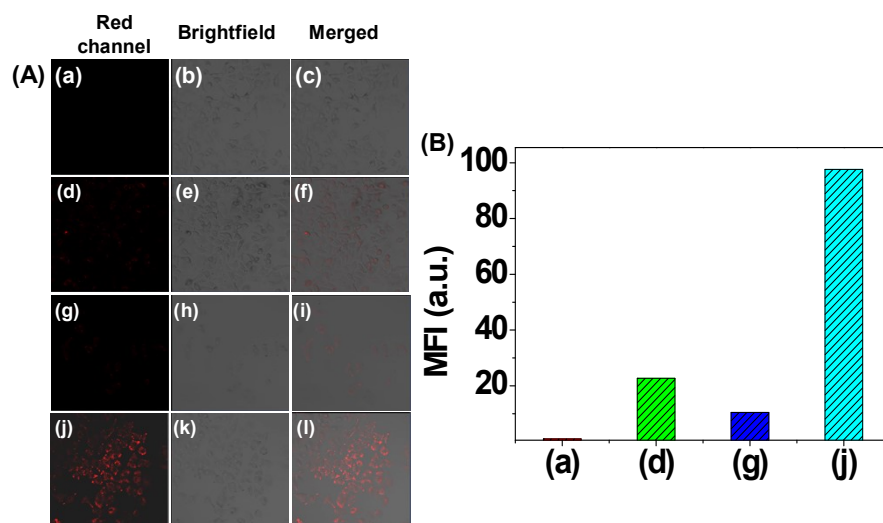 Red channel
Brightfield
Merged
(A)
(a)
(b)
(c)
(d)
(e)
(f)
(g)
(h)
(i)
(j)
(k)
(l)
(B)
MFI (a.u.)
100
80
60
40
20
(a)
(d)
(g)
(j)